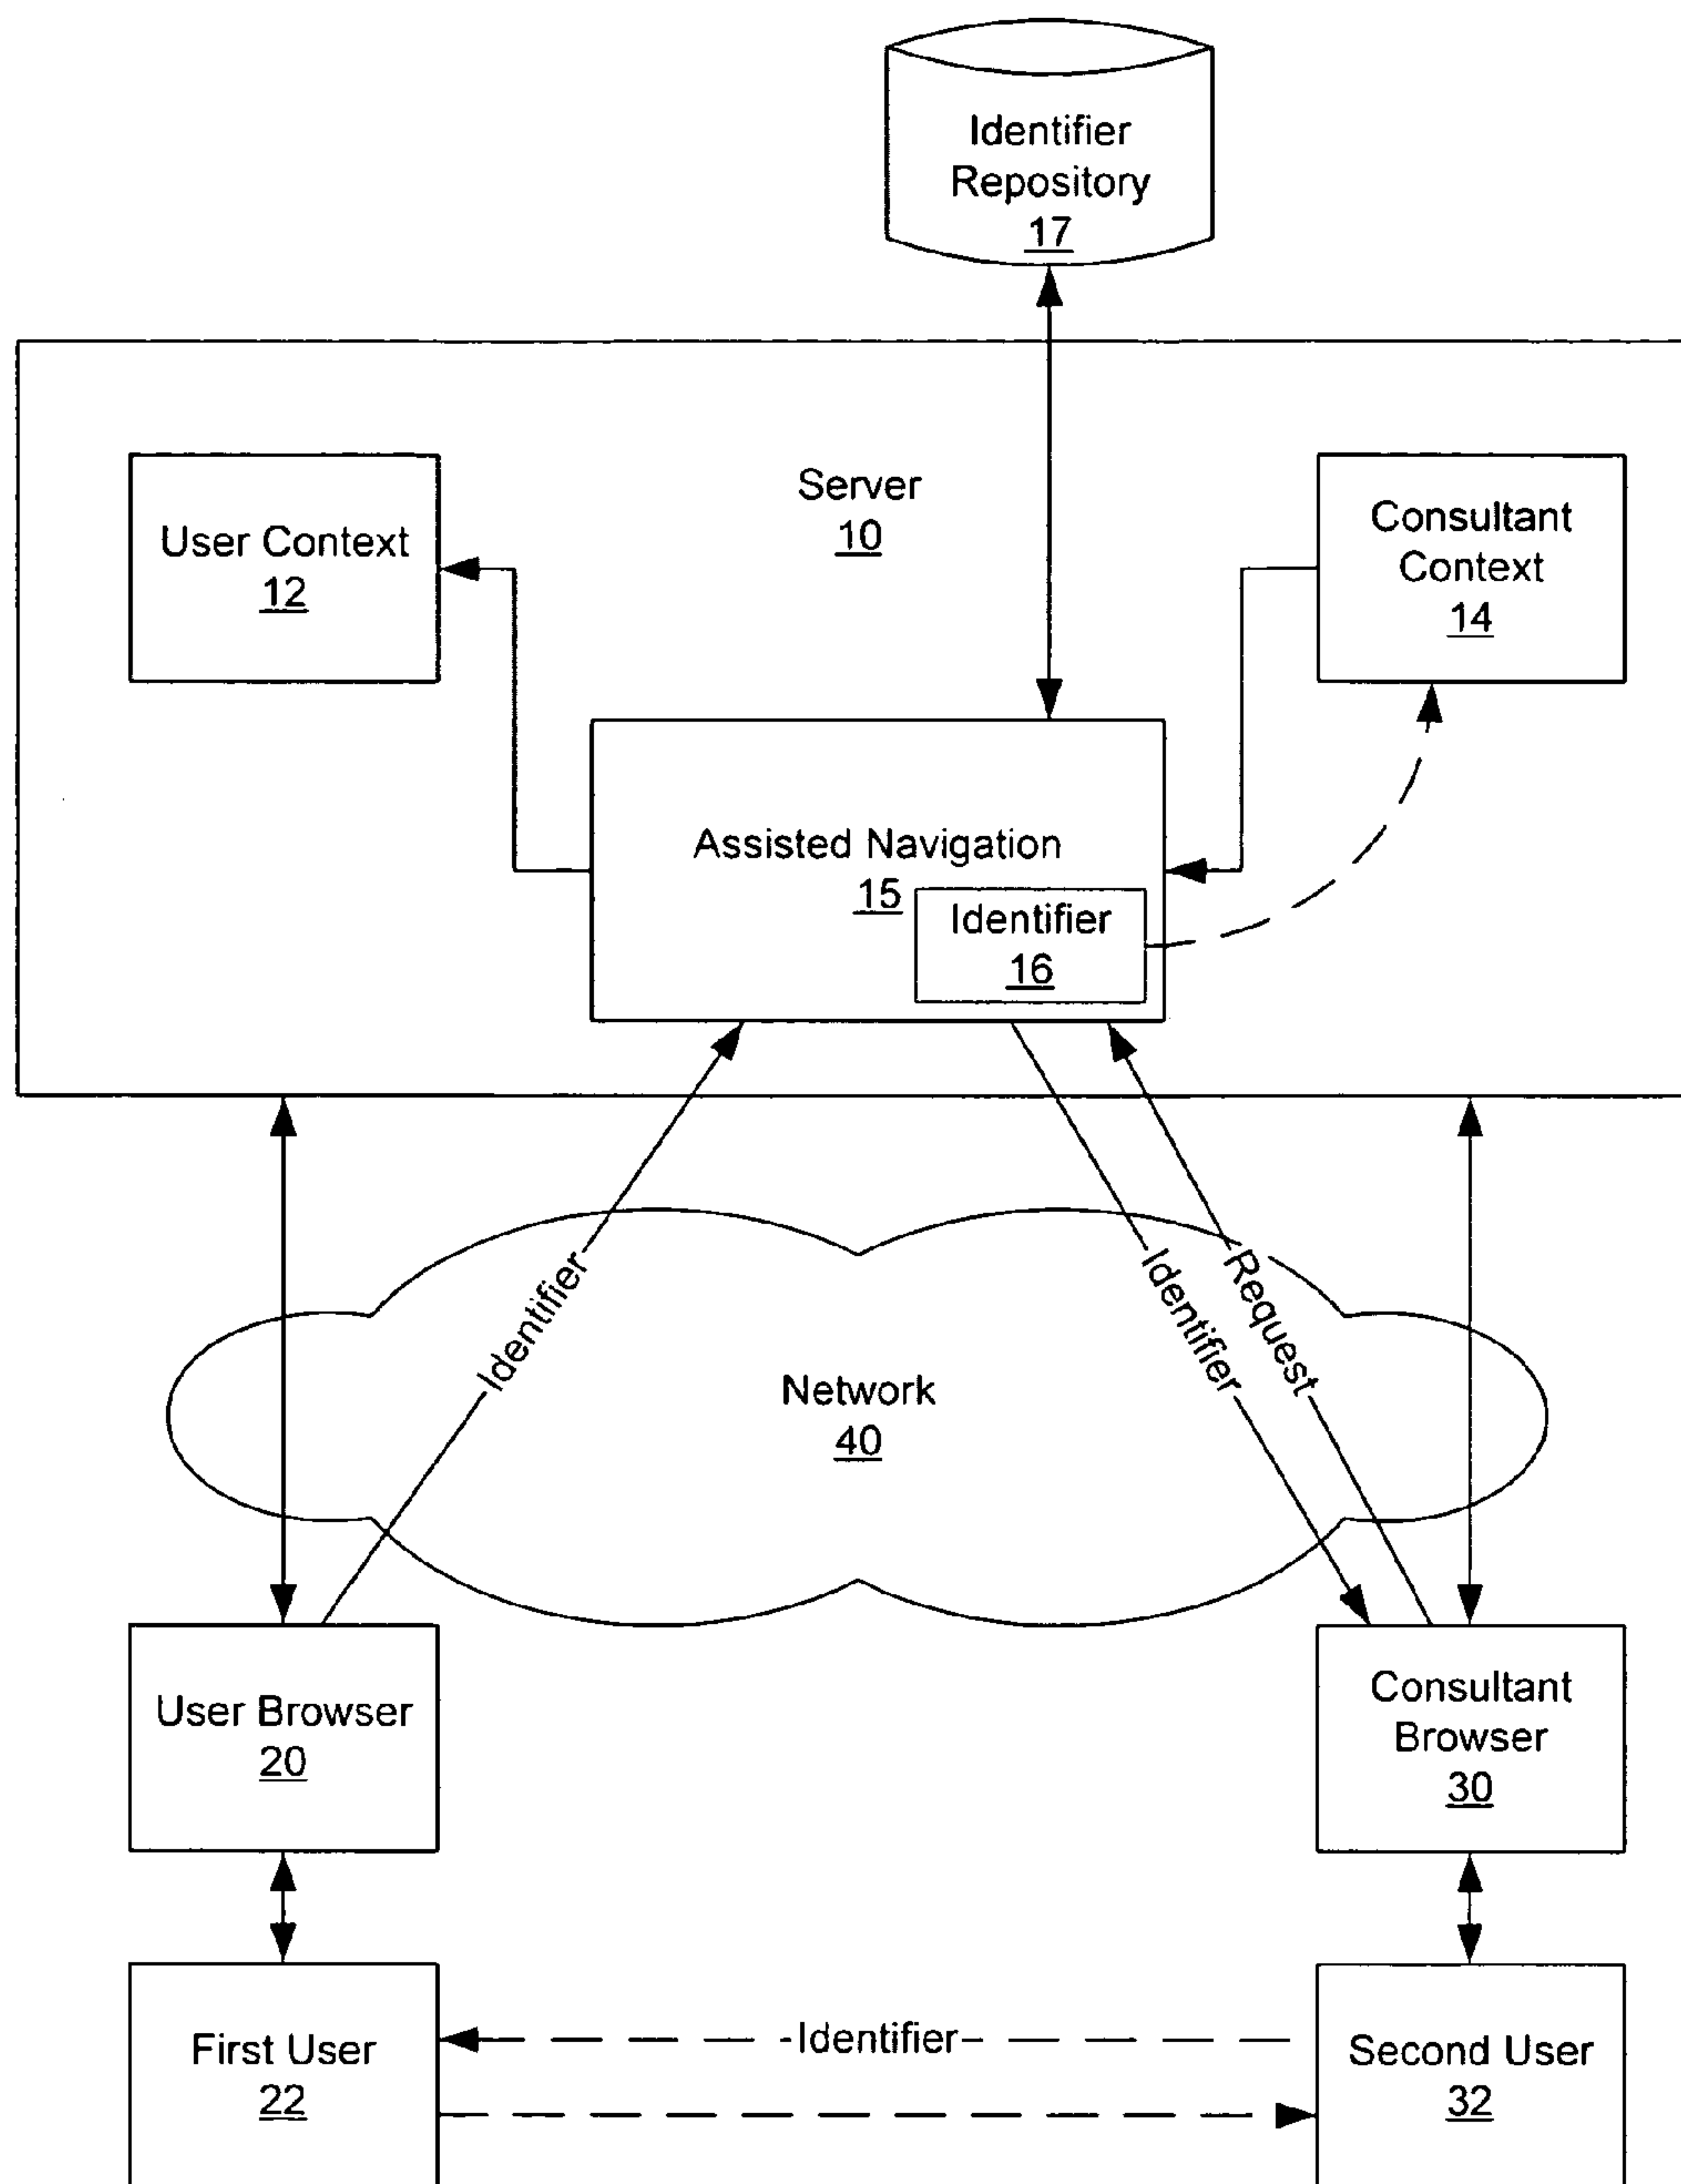 Identifier
Repository
17
Server
10
User Context
12
Consultant
Context
14
Assisted Navigation
15
Identifier
16
Identifier
Identifier
Request
Network
40
User Browser
20
Consultant
Browser
30
First User
22
Identifier
Second User
32